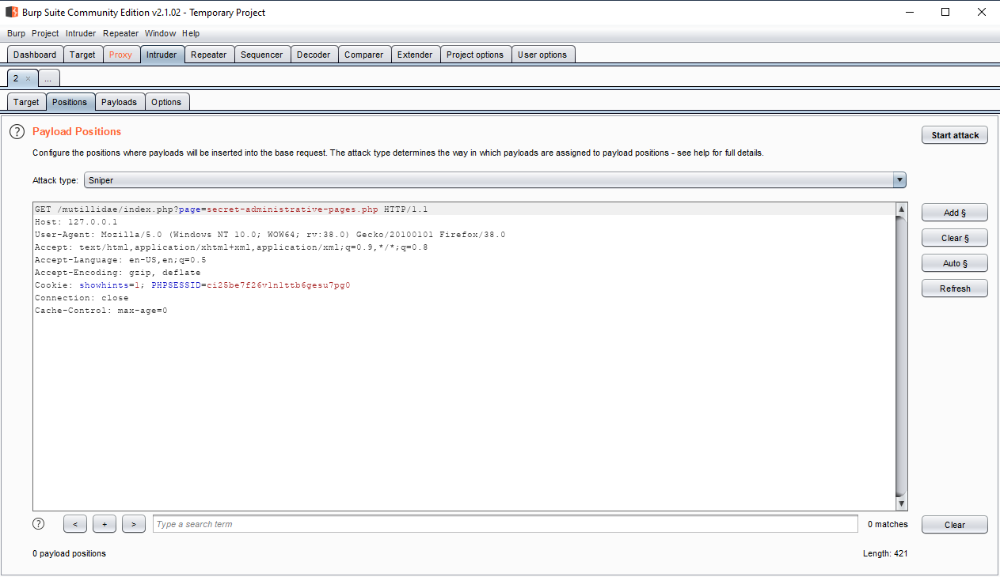 Burp Suite Community Edition v2.1.02 - Temporary Project
Burp Project Intruder Repeater Window Help
Dashboard Target Proxy Intruder Repeater Sequencer Decoder Comparer Extender Project options User options
2 × ...
Target Positions Payloads Options
? Payload Positions
Start attack
Configure the positions where payloads will be inserted into the base request. The attack type determines the way in which payloads are assigned to payload positions - see help for full details.
Attack type: Sniper
GET /mutillidae/index.php?page=secret-administrative-pages.php HTTP/1.1
Host: 127.0.0.1
User-Agent: Mozilla/5.0 (Windows NT 10.0; WOW64; rv:38.0) Gecko/20100101 Firefox/38.0
Accept: text/html,application/xhtml+xml,application/xml;q=0.9,*/*;q=0.8
Accept-Language: en-US,en;q=0.5
Accept-Encoding: gzip, deflate
Cookie: showhints=1; PHPSESSID=ci25be7f26v1n1ttb6gesu7pg0
Connection: close
Cache-Control: max-age=0
Add §
Clear §
Auto §
Refresh
? < + > Type a search term 0 matches Clear
0 payload positions Length: 421